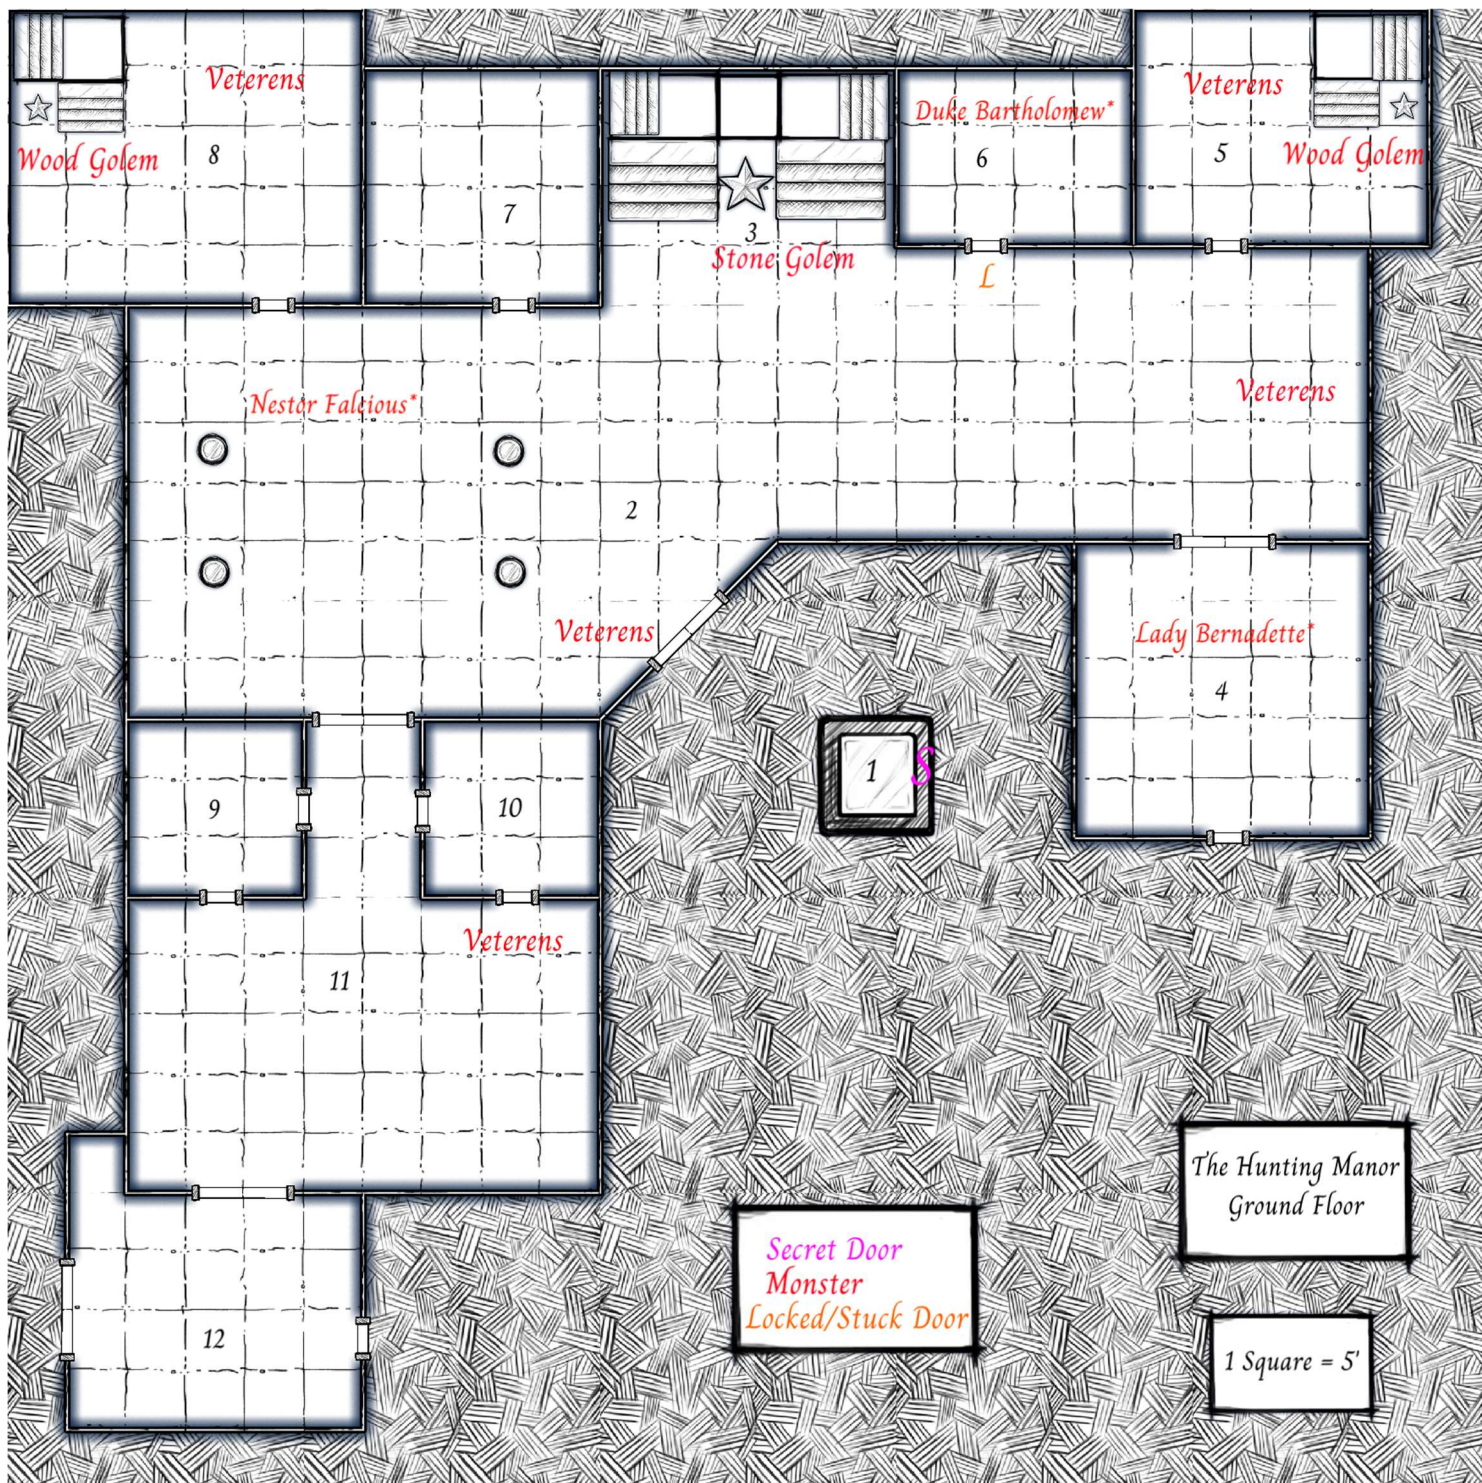 Veterens
Wood Golem
8
7
3
Stone Golem
Duke Bartholomew*
6
L
Veterens
5
Wood Golem
Nestor Falcious*
Veterens
2
Veterens
Lady Bernadette*
4
1 S
9
10
Veterens
11
12
Secret Door
Monster
Locked/Stuck Door
The Hunting Manor
Ground Floor
1 Square = 5'